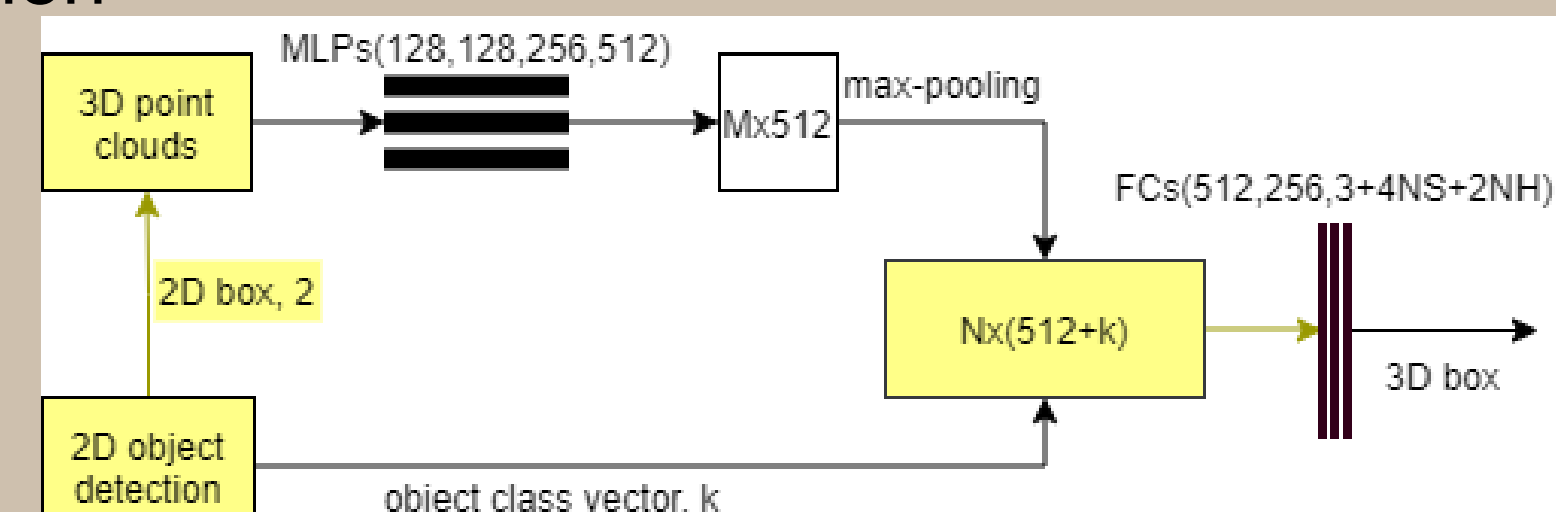 MLPs(128,128,256,512)
3D point
clouds
Mx512
max-pooling
FCs(512,256,3+4NS+2NH)
2D box, 2
Nx(512+k)
3D box
2D object
detection
object class vector, k